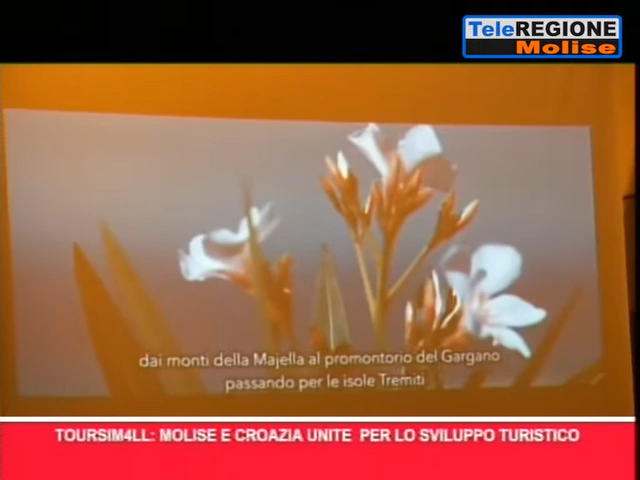 TeleREGIONE
Molise
dai monti della Majella al promontorio del Gargano
passando per le isole Tremiti
TOURSIM4LL: MOLISE E CROAZIA UNITE PER LO SVILUPPO TURISTICO